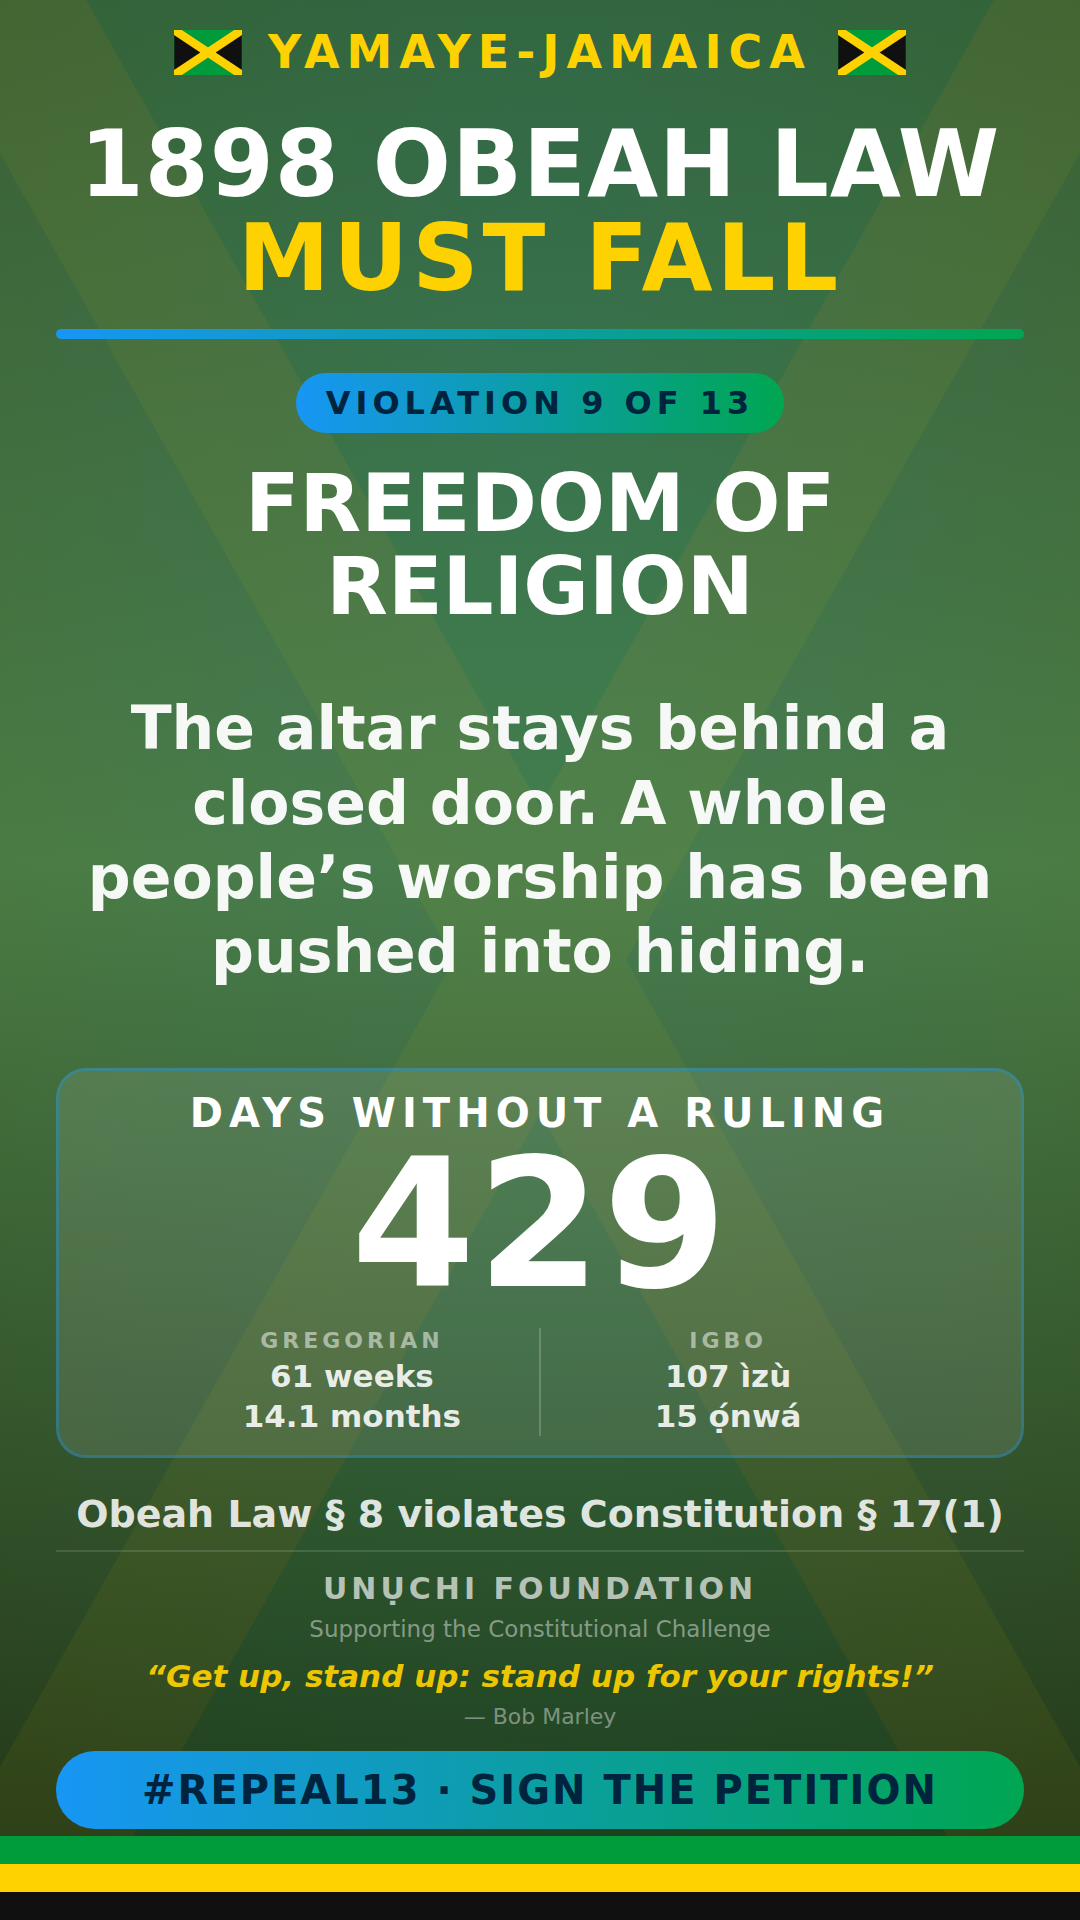 YAMAYE-JAMAICA
1898 OBEAH LAW
MUST FALL
VIOLATION 9 OF 13
FREEDOM OF
RELIGION
The altar stays behind a
closed door. A whole
people’s worship has been
pushed into hiding.
DAYS WITHOUT A RULING
429
GREGORIAN
61 weeks
14.1 months
IGBO
107 ìzù
15 ọ́nwá
Obeah Law § 8 violates Constitution § 17(1)
UNỤCHI FOUNDATION
Supporting the Constitutional Challenge
“Get up, stand up: stand up for your rights!”
— Bob Marley
#REPEAL13 · SIGN THE PETITION